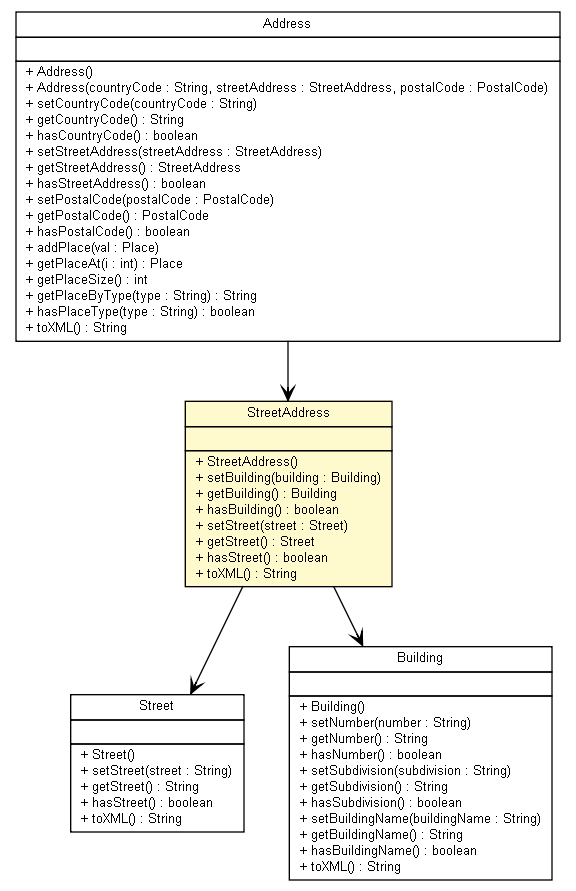 Address
+ Address()
+ Address(countryCode : String, streetAddress : StreetAddress, postalCode : PostalCode)
+ setCountryCode(countryCode : String)
+ getCountryCode() : String
+ hasCountryCode() : boolean
+ setStreetAddress(streetAddress : StreetAddress)
+ getStreetAddress() : StreetAddress
+ hasStreetAddress() : boolean
+ setPostalCode(postalCode : PostalCode)
+ getPostalCode() : PostalCode
+ hasPostalCode() : boolean
+ addPlace(val : Place)
+ getPlaceAt(i : int) : Place
+ getPlaceSize() : int
+ getPlaceByType(type : String) : String
+ hasPlaceType(type : String) : boolean
+ toXML() : String
StreetAddress
+ StreetAddress()
+ setBuilding(building : Building)
+ getBuilding() : Building
+ hasBuilding() : boolean
+ setStreet(street : Street)
+ getStreet() : Street
+ hasStreet() : boolean
+ toXML() : String
Street
+ Street()
+ setStreet(street : String)
+ getStreet() : String
+ hasStreet() : boolean
+ toXML() : String
Building
+ Building()
+ setNumber(number : String)
+ getNumber() : String
+ hasNumber() : boolean
+ setSubdivision(subdivision : String)
+ getSubdivision() : String
+ hasSubdivision() : boolean
+ setBuildingName(buildingName : String)
+ getBuildingName() : String
+ hasBuildingName() : boolean
+ toXML() : String